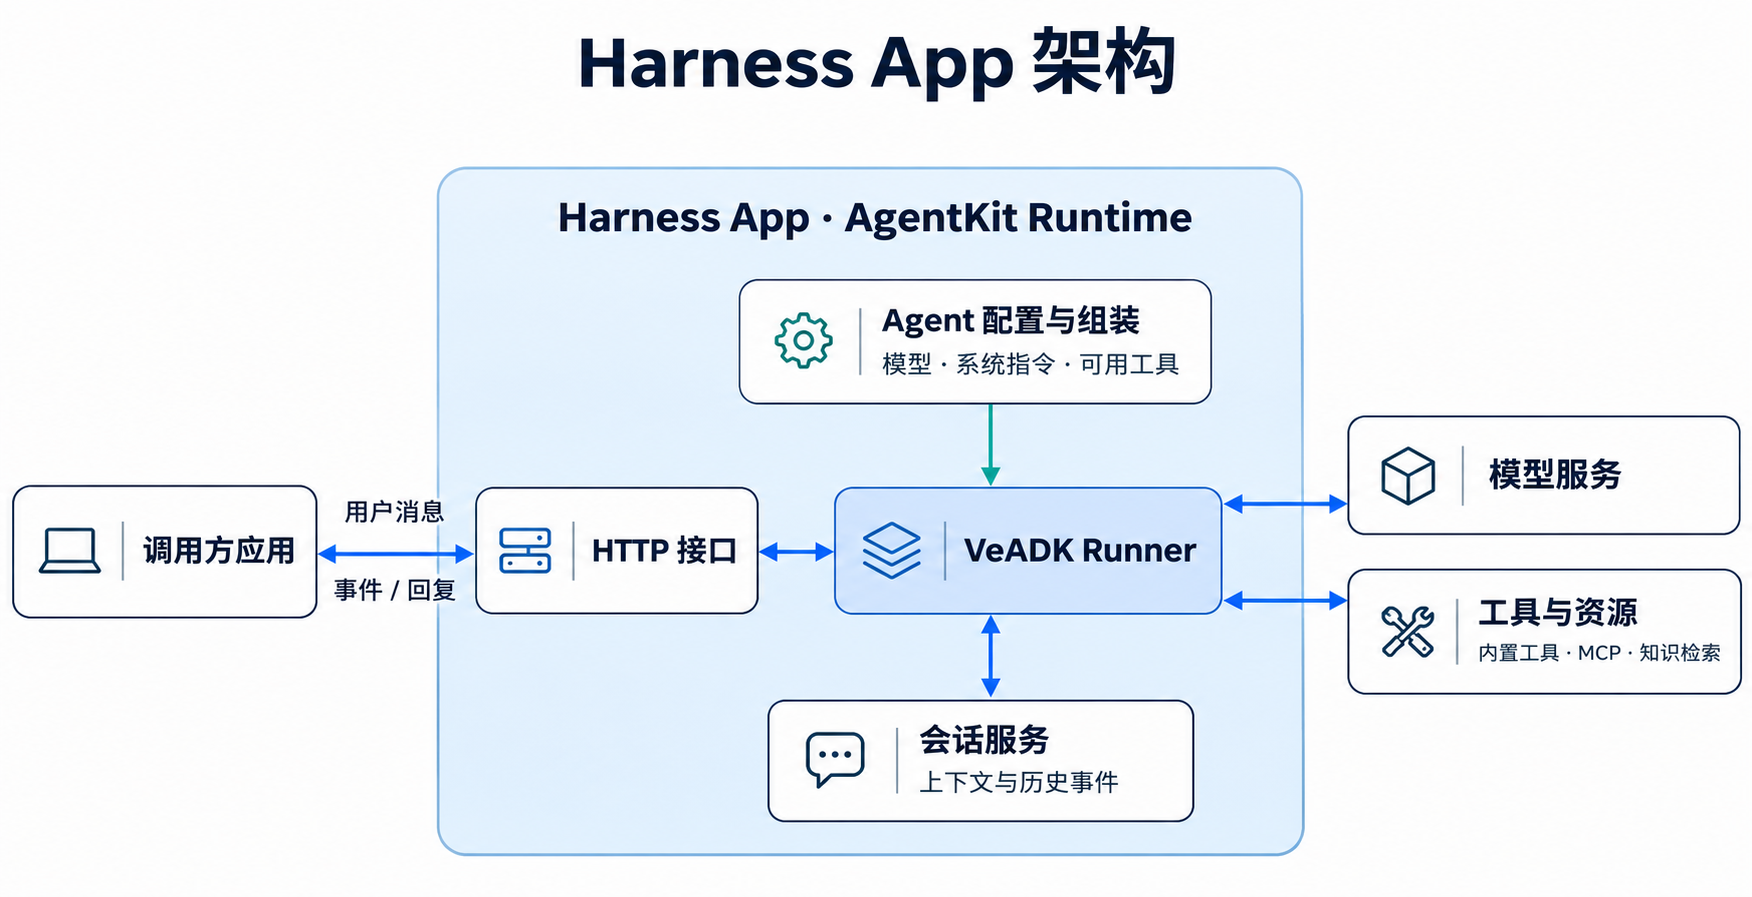 Harness App 架构
Harness App · AgentKit Runtime
Agent 配置与组装
模型 · 系统指令 · 可用工具
调用方应用
用户消息
事件 / 回复
HTTP 接口
VeADK Runner
模型服务
工具与资源
内置工具 · MCP · 知识检索
会话服务
上下文与历史事件